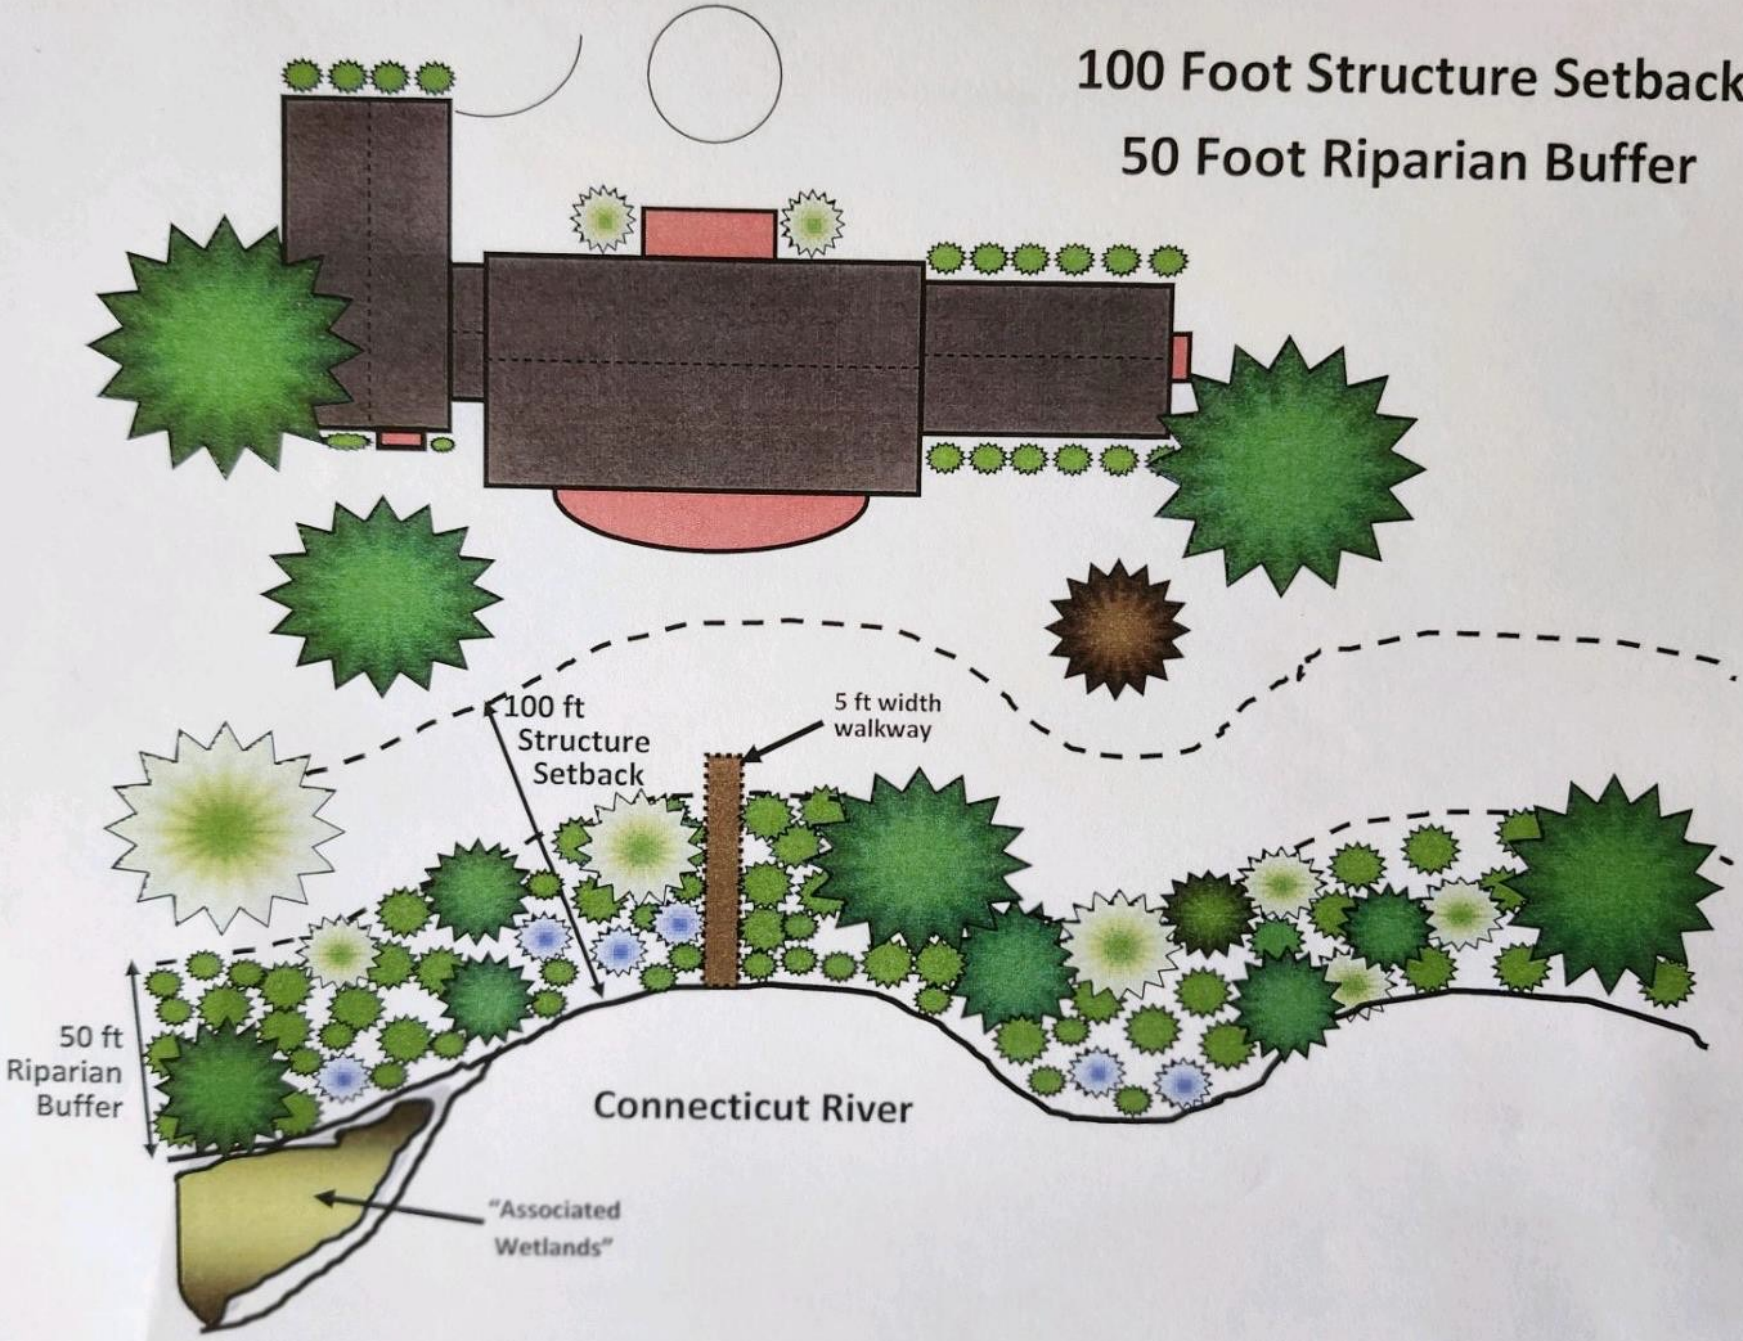 100 Foot Structure Setback
50 Foot Riparian Buffer
100 ft
Structure
Setback
5 ft width
walkway
50 ft
Riparian
Buffer
Connecticut River
“Associated
Wetlands”